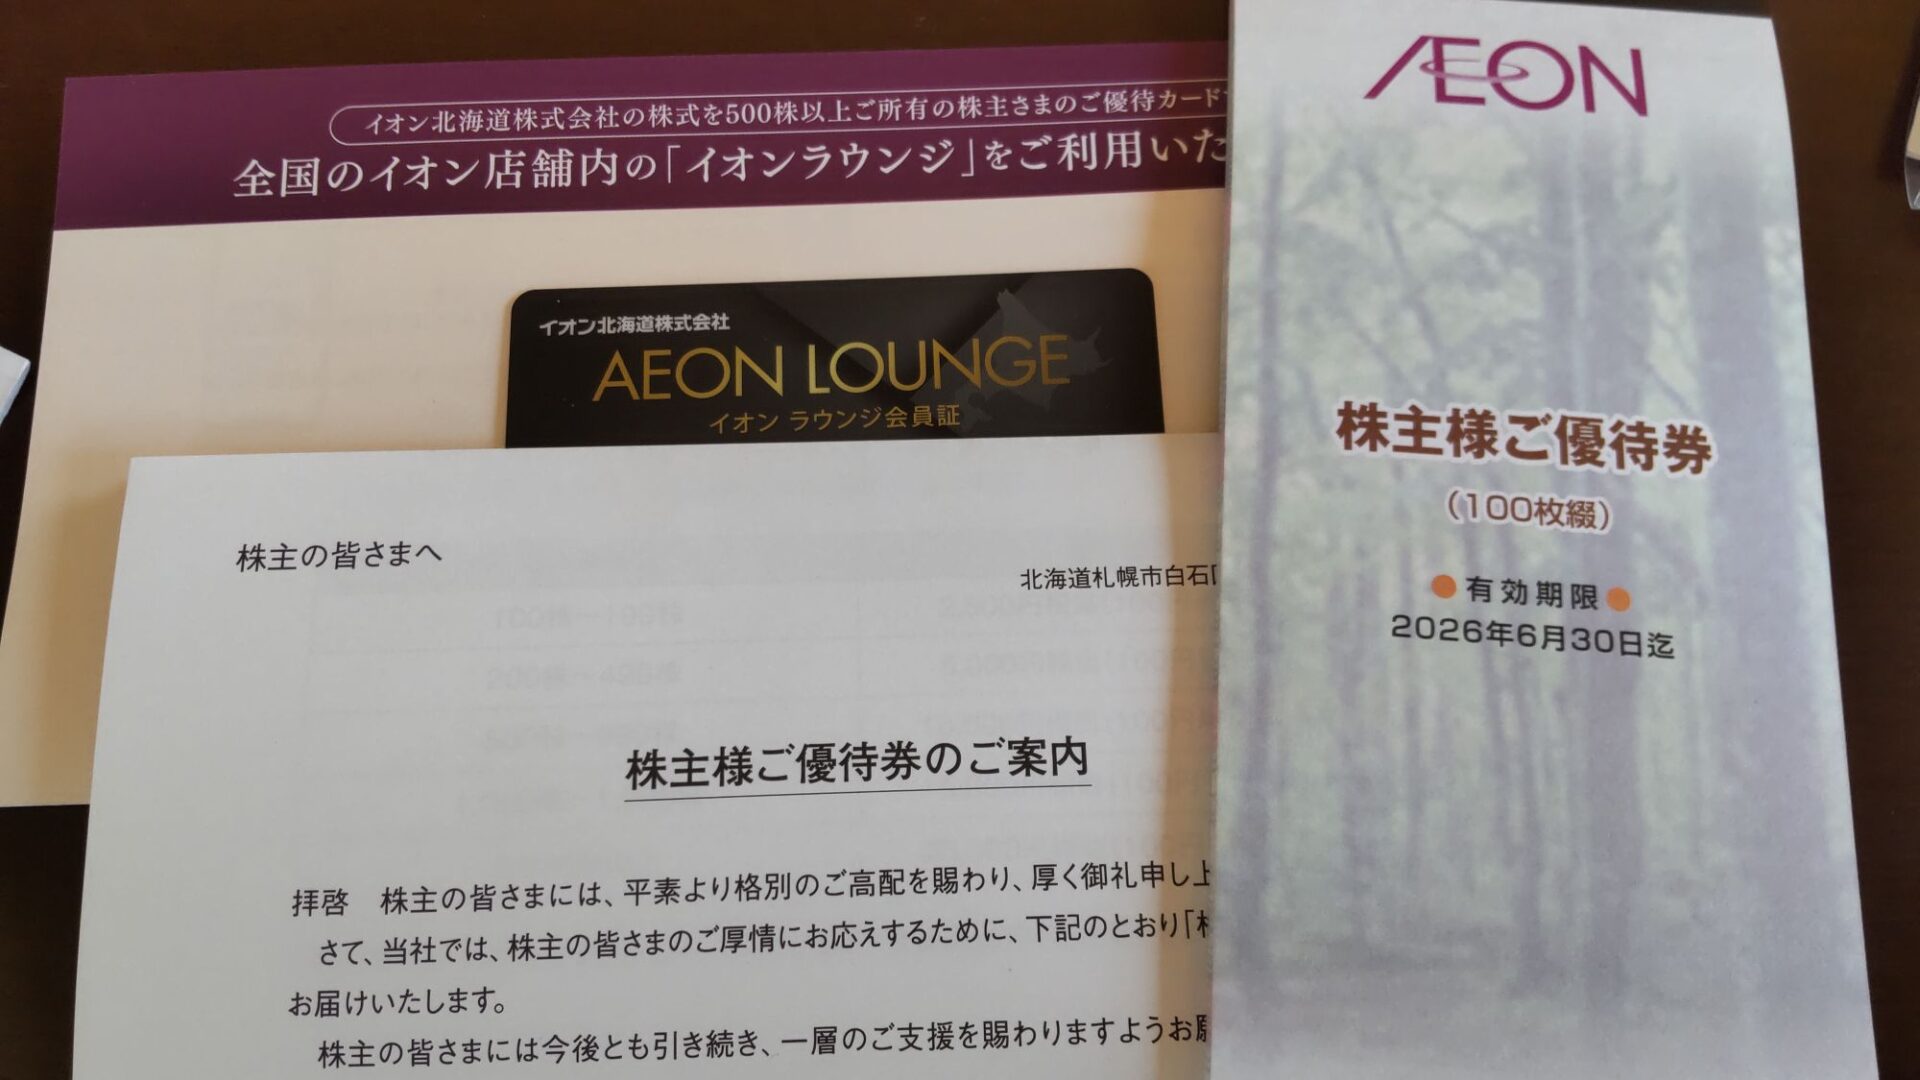 イオン北海道株式会社の株式を500株以上ご所有の株主さまのご優待カード
全国のイオン店舗内の「イオンラウンジ」をご利用いた
イオン北海道株式会社
AEON LOUNGE
イオン ラウンジ会員証
株主の皆さまへ
北海道札幌市白石
株主様ご優待券のご案内
拝啓　株主の皆さまには、平素より格別のご高配を賜わり、厚く御礼申し上
さて、当社では、株主の皆さまのご厚情にお応えするために、下記のとおり「株
お届けいたします。
株主の皆さまには今後とも引き続き、一層のご支援を賜わりますようお願
AEON
株主様ご優待券
(100枚綴)
●有効期限●
2026年6月30日迄